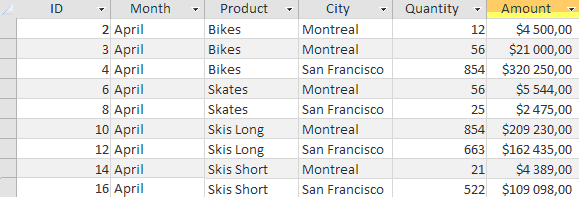 ID Month Product City Quantity Amount
2 April Bikes Montreal 12 $4 500,00
3 April Bikes Montreal 56 $21 000,00
4 April Bikes San Francisco 854 $320 250,00
6 April Skates Montreal 56 $5 544,00
8 April Skates San Francisco 25 $2 475,00
10 April Skis Long Montreal 854 $209 230,00
12 April Skis Long San Francisco 663 $162 435,00
14 April Skis Short Montreal 21 $4 389,00
16 April Skis Short San Francisco 522 $109 098,00